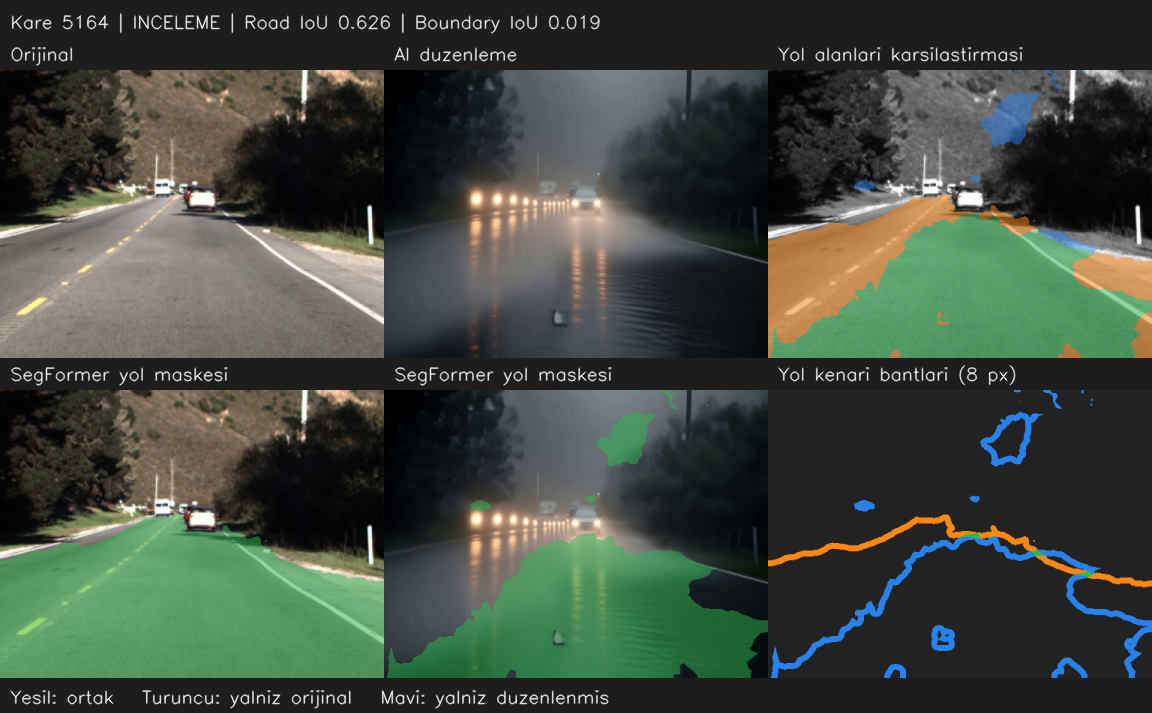 Kare 5164 | INCELEME | Road IoU 0.626 | Boundary IoU 0.019
Orijinal
AI duzenleme
Yol alanlari karsilastirmasi
SegFormer yol maskesi
SegFormer yol maskesi
Yol kenari bantlari (8 px)
Yesil: ortak
Turuncu: yalniz orijinal
Mavi: yalniz duzenlenmis